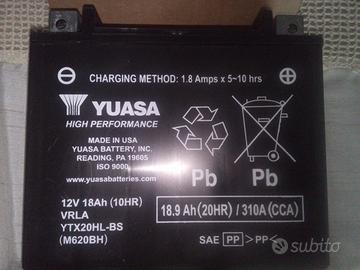 CHARGING METHOD: 1.8 Amps x 5~10 hrs
YUASA
HIGH PERFORMANCE
MADE IN USA
YUASA BATTERY, INC.
READING, PA 19605
ISO 9000
www.yuasabatteries.com
Pb
Pb
12V 18Ah (10HR)
VRLA
YTX20HL-BS
(M620BH)
18.9 Ah(20HR) / 310A(CCA)
SAE >PP<
subito